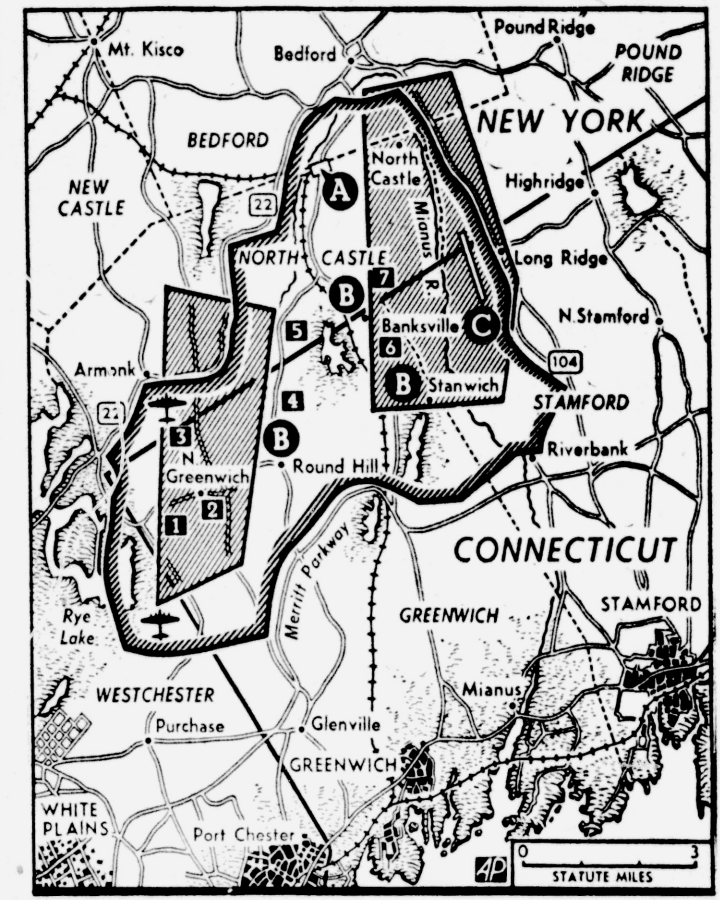 Pound Ridge
Mt. Kisco
Bedford
POUND
RIDGE
NEW YORK
BEDFORD
North
Castle
Highridge
NEW
CASTLE
A
22
Mianus
R.
NORTH CASTLE
Long Ridge
7
B
N. Stamford
5
Banksville
C
6
104
Armonk
B
Stanwich
4
STAMFORD
22
3
B
Riverbank
N.
Greenwich
Round Hill
1
2
CONNECTICUT
Merritt Parkway
STAMFORD
Rye
Lake
GREENWICH
WESTCHESTER
Mianus
Purchase
Glenville
GREENWICH
WHITE
PLAINS
Port Chester
AP
0 3
STATUTE MILES